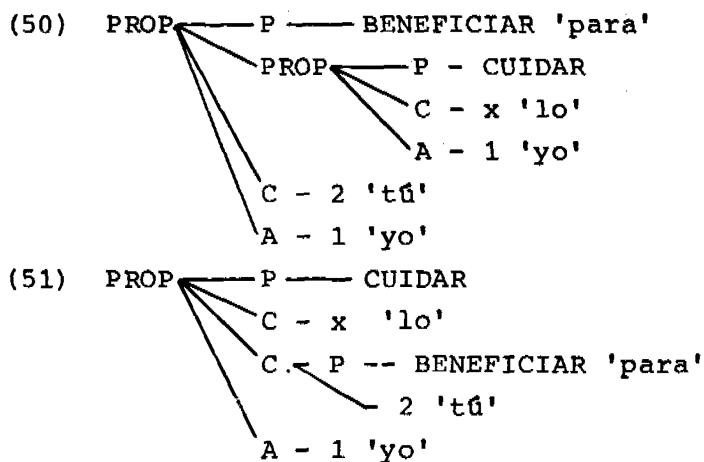 (50) PROP P BENEFICIAR 'para'
PROP P - CUIDAR
C - x 'lo'
A - 1 'yo'
C - 2 'tú'
A - 1 'yo'
(51) PROP P CUIDAR
C - x 'lo'
C - P -- BENEFICIAR 'para'
- 2 'tú'
A - 1 'yo'